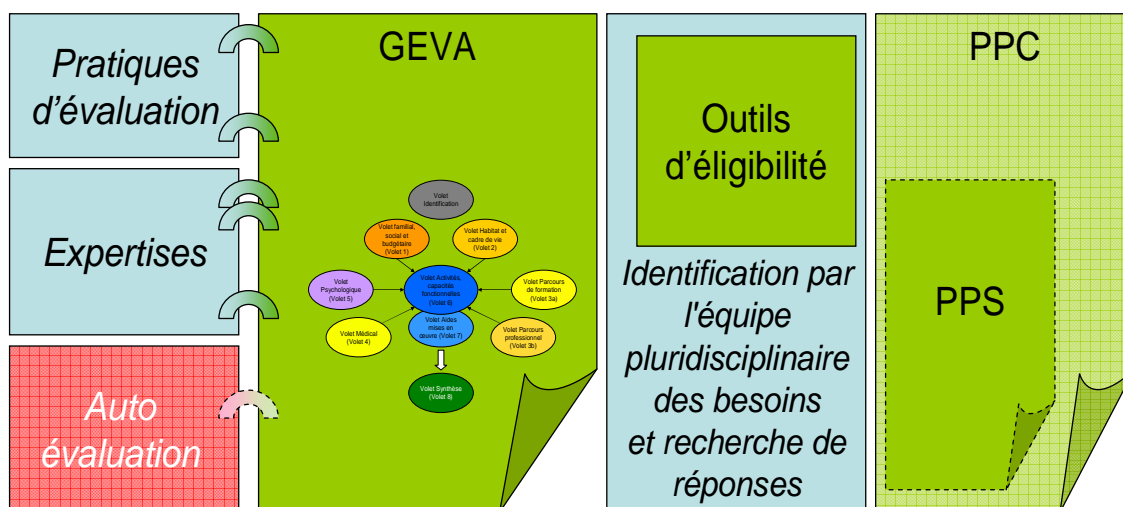 Pratiques
d'évaluation
Expertises
Auto
évaluation
GEVA
Volet
Identification
Volet familial,
social et
budgétaire
(Volet 1)
Volet Habitat et
cadre de vie
(Volet 2)
Volet
Psychologique
(Volet 5)
Volet Activités,
capacités
fonctionnelles
(Volet 6)
Volet Parcours
de formation
(Volet 3a)
Volet Médical
(Volet 4)
Volet Aides
mises en
œuvre (Volet 7)
Volet Parcours
professionnel
(Volet 3b)
Volet Synthèse
(Volet 8)
Outils
d'éligibilité
Identification par
l'équipe
pluridisciplinaire
des besoins
et recherche de
réponses
PPC
PPS